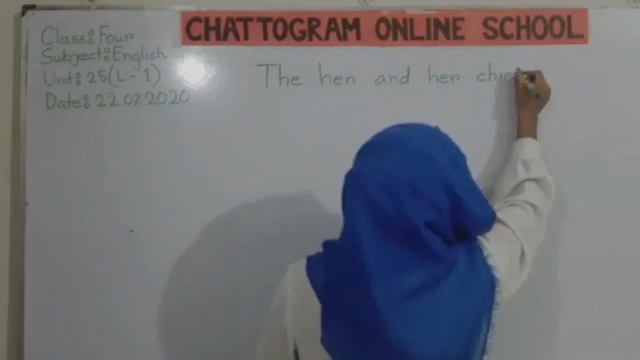 CHATTOGRAM ONLINE SCHOOL
Class: Four
Subject: English
Unit: 25(L-1)
Date: 22.07.2020
The hen and her